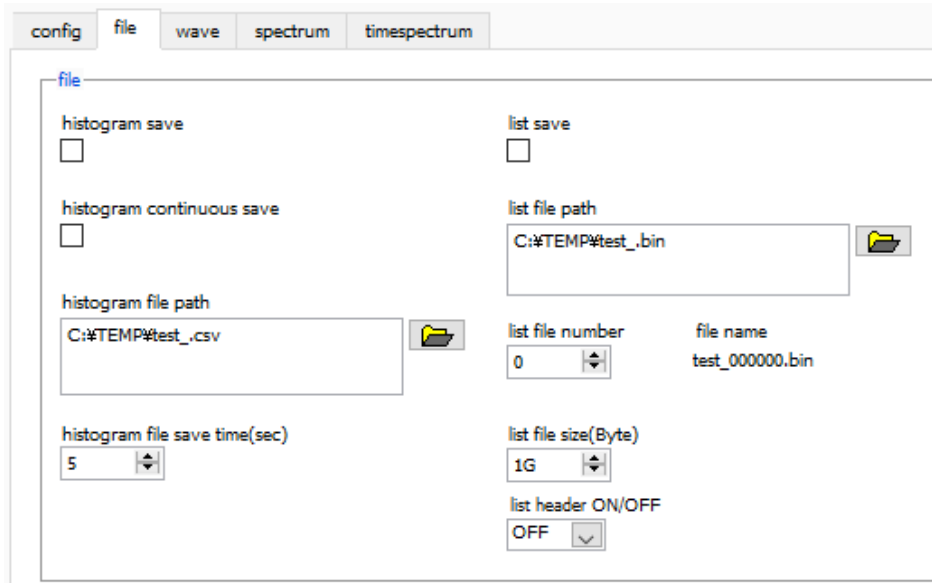 config file wave spectrum timespectrum
file
histogram save
histogram continuous save
histogram file path
C:¥TEMP¥test_.csv
histogram file save time(sec)
5
list save
list file path
C:¥TEMP¥test_.bin
list file number
0
file name
test_000000.bin
list file size(Byte)
1G
list header ON/OFF
OFF